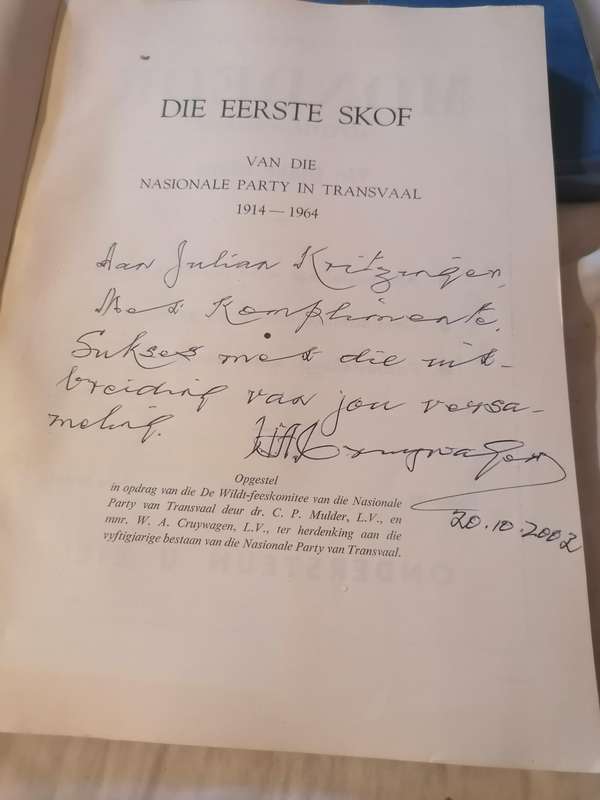 DIE EERSTE SKOF
VAN DIE
NASIONALE PARTY IN TRANSVAAL
1914 — 1964
Aan Julian Kritzinger,
Met Komplimente.
Sukses met die uit-
breiding van jou versa-
meling.
WACruywagen
20.10.2002
Opgestel
in opdrag van die De Wildt-feeskomitee van die Nasionale
Party van Transvaal deur dr. C. P. Mulder, L.V., en
mnr. W. A. Cruywagen, L.V., ter herdenking aan die
vyftigjarige bestaan van die Nasionale Party van Transvaal.